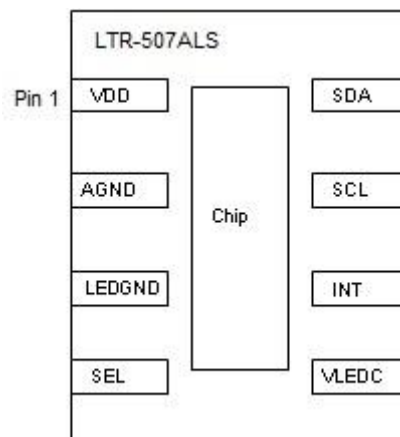 LTR-507ALS
Pin 1
VDD
SDA
AGND
SCL
Chip
LEDGND
INT
SEL
VLEDC